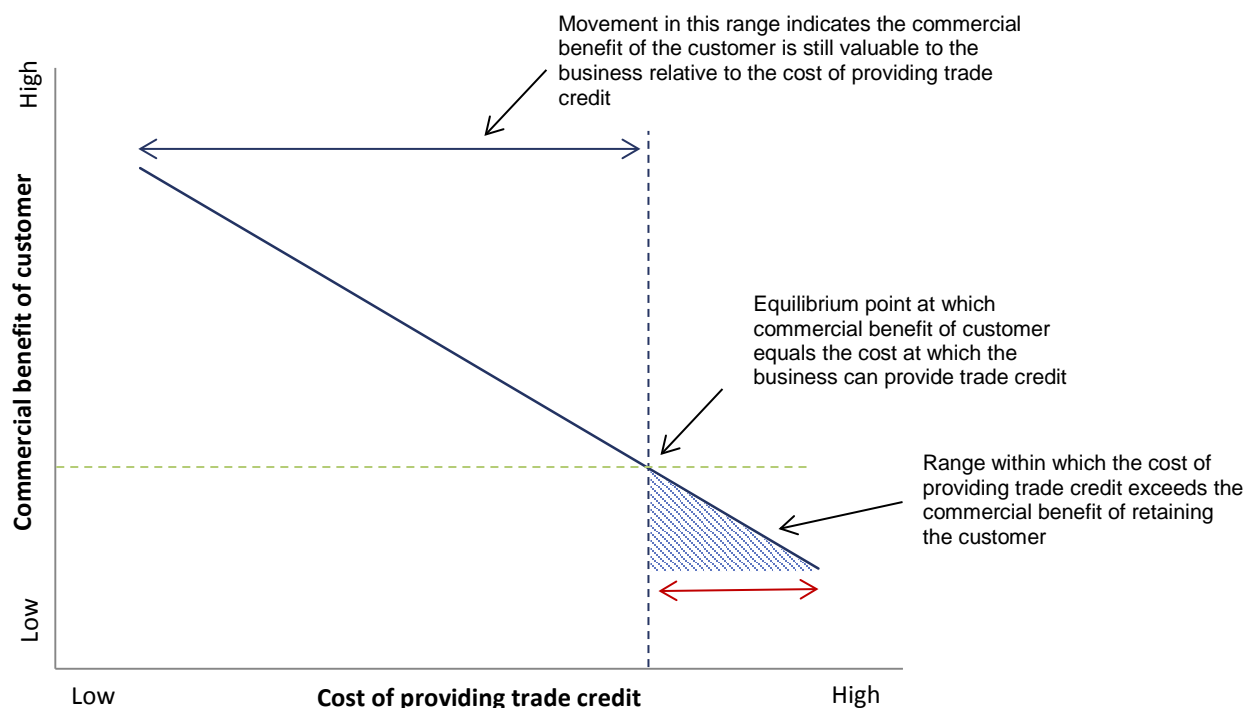 Movement in this range indicates the commercial
benefit of the customer is still valuable to the
business relative to the cost of providing trade
credit
High
Commercial benefit of customer
Equilibrium point at which
commercial benefit of customer
equals the cost at which the
business can provide trade credit
Range within which the cost of
providing trade credit exceeds the
commercial benefit of retaining
the customer
Low
Low
Cost of providing trade credit
High